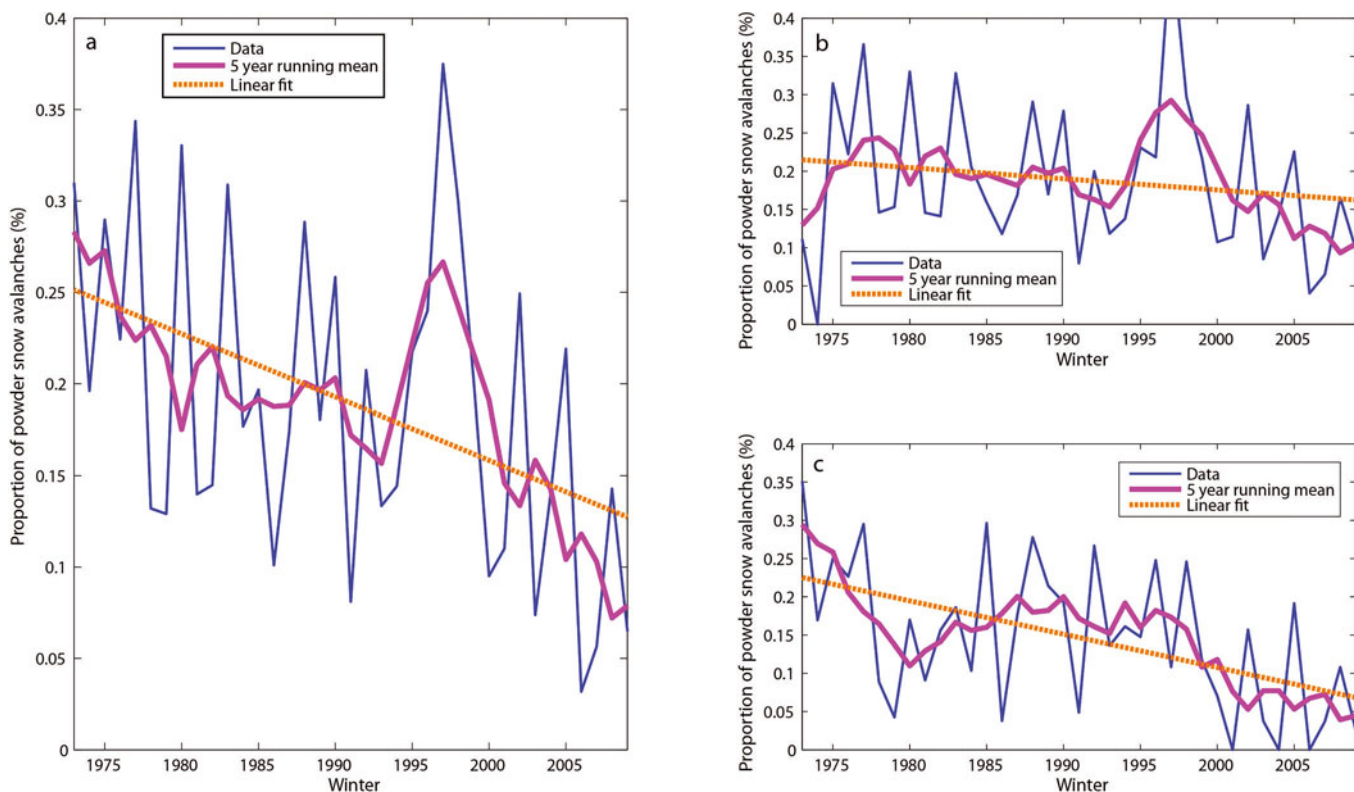 a
Data
5 year running mean
Linear fit
Proportion of powder snow avalanches (%)
0.4
0.35
0.3
0.25
0.2
0.15
0.1
0.05
0
1975 1980 1985 1990 1995 2000 2005
Winter
b
Proportion of powder snow avalanches (%)
0.4
0.35
0.3
0.25
0.2
0.15
0.1
0.05
0
Data
5 year running mean
Linear fit
1975 1980 1985 1990 1995 2000 2005
Winter
c
Data
5 year running mean
Linear fit
Proportion of powder snow avalanches (%)
0.4
0.35
0.3
0.25
0.2
0.15
0.1
0.05
0
1975 1980 1985 1990 1995 2000 2005
Winter